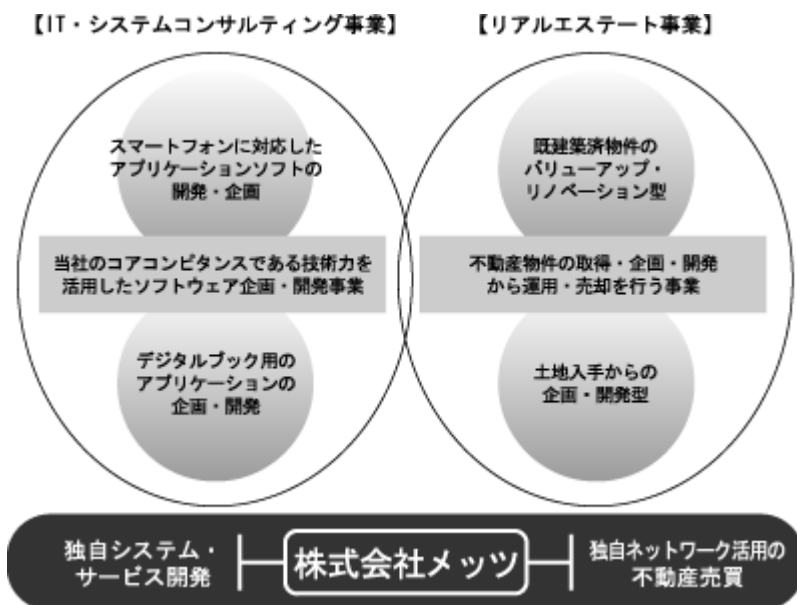 【IT・システムコンサルティング事業】
スマートフォンに対応した
アプリケーションソフトの
開発・企画
当社のコアコンピタンスである技術力を
活用したソフトウェア企画・開発事業
デジタルブック用の
アプリケーションの
企画・開発
【リアルエステート事業】
既建築済物件の
バリューアップ・
リノベーション型
不動産物件の取得・企画・開発
から運用・売却を行う事業
土地入手からの
企画・開発型
独自システム・
サービス開発
株式会社メッツ
独自ネットワーク活用の
不動産売買